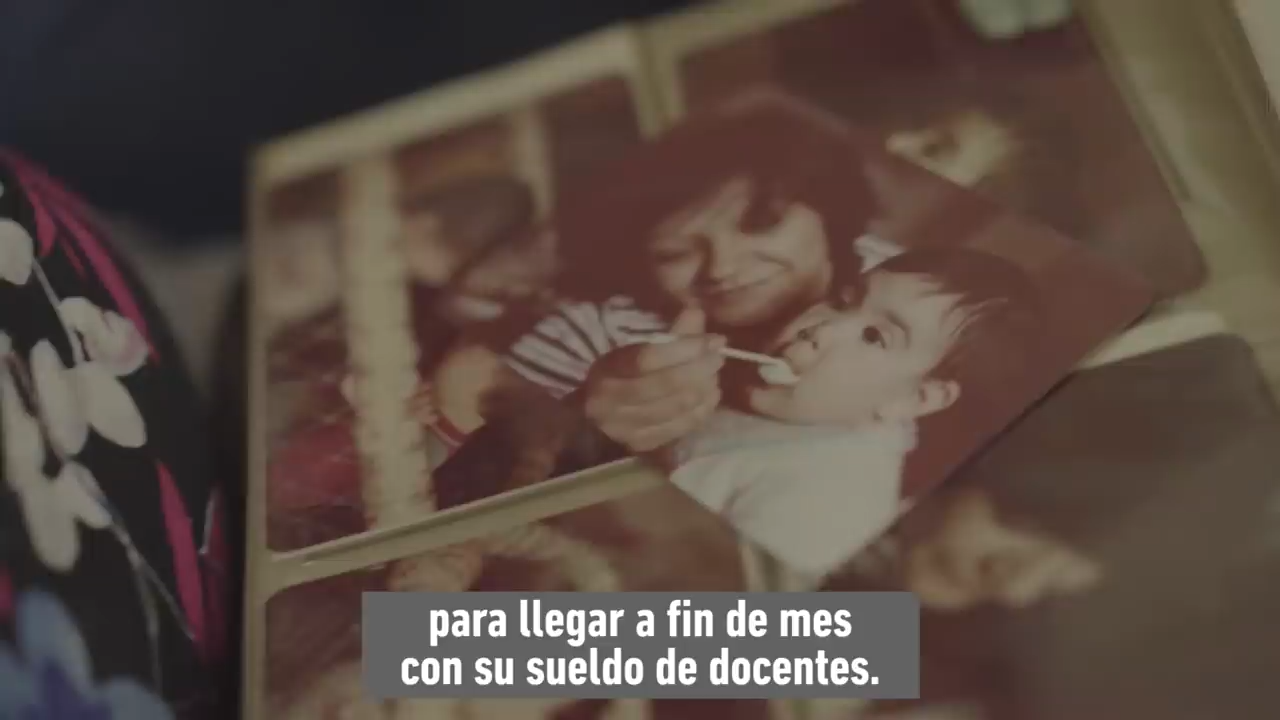 para llegar a fin de mes
con su sueldo de docentes.